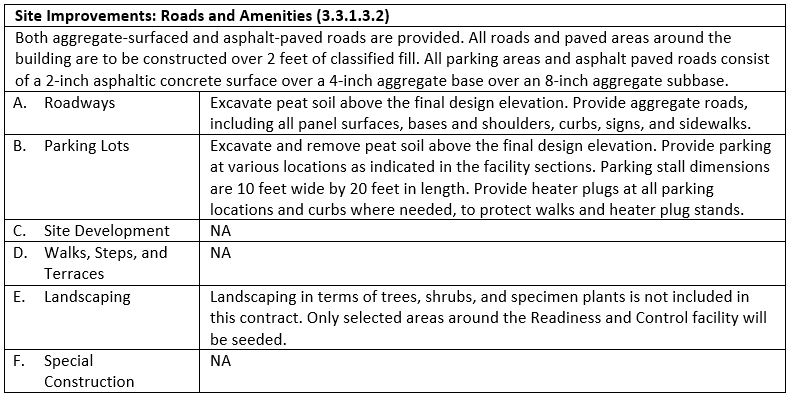 Site Improvements: Roads and Amenities (3.3.1.3.2)
Both aggregate-surfaced and asphalt-paved roads are provided. All roads and paved areas around the
building are to be constructed over 2 feet of classified fill. All parking areas and asphalt paved roads consist
of a 2-inch asphaltic concrete surface over a 4-inch aggregate base over an 8-inch aggregate subbase.
A. Roadways
Excavate peat soil above the final design elevation. Provide aggregate roads,
including all panel surfaces, bases and shoulders, curbs, signs, and sidewalks.
B. Parking Lots
Excavate and remove peat soil above the final design elevation. Provide parking
at various locations as indicated in the facility sections. Parking stall dimensions
are 10 feet wide by 20 feet in length. Provide heater plugs at all parking
locations and curbs where needed, to protect walks and heater plug stands.
C. Site Development
NA
D. Walks, Steps, and
Terraces
NA
E. Landscaping
Landscaping in terms of trees, shrubs, and specimen plants is not included in
this contract. Only selected areas around the Readiness and Control facility will
be seeded.
F. Special
Construction
NA